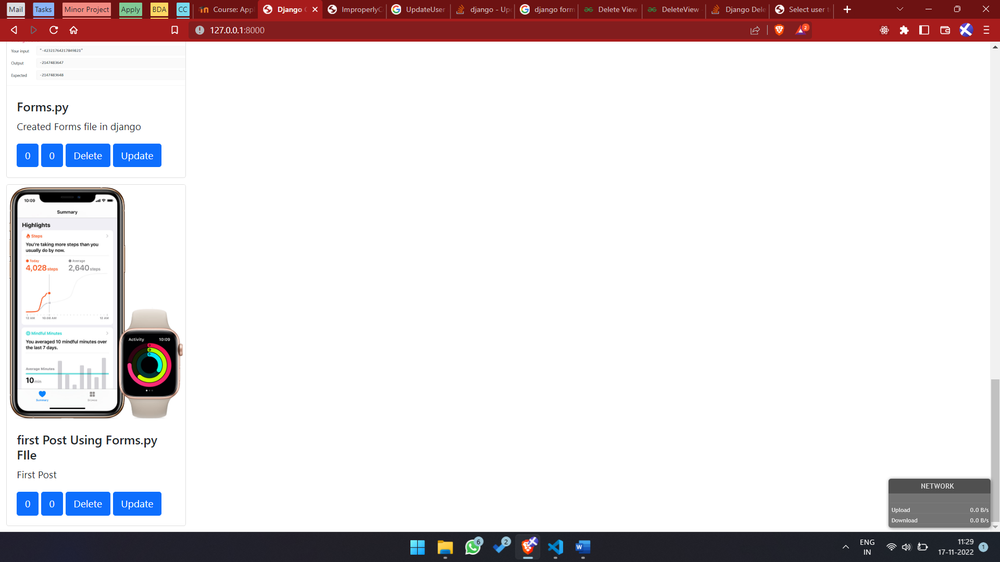 Mail Tasks Minor Project Apply BDA CC Course: App Django C ImproperlyC UpdateUser django - Up django form Delete View DeleteView - Django Dele Select user t
127.0.0.1:8000
2
Your input "-42321764217849821"
Output -2147483647
Expected -2147483648
Forms.py
Created Forms file in django
0 0 Delete Update
10:09
Summary
Highlights
Steps
You're taking more steps than you
usually do by now.
Today Average
4,028 steps 2,640 steps
12 AM 10:08 AM 12 AM
Mindful Minutes
You averaged 10 mindful minutes over
the last 7 days.
Average Minutes
10 min
Summary Browse
Activity 10:09
first Post Using Forms.py
FIle
First Post
0 0 Delete Update
NETWORK
Upload 0.0 B/s
Download 0.0 B/s
6 2
ENG
IN
11:29
17-11-2022
1